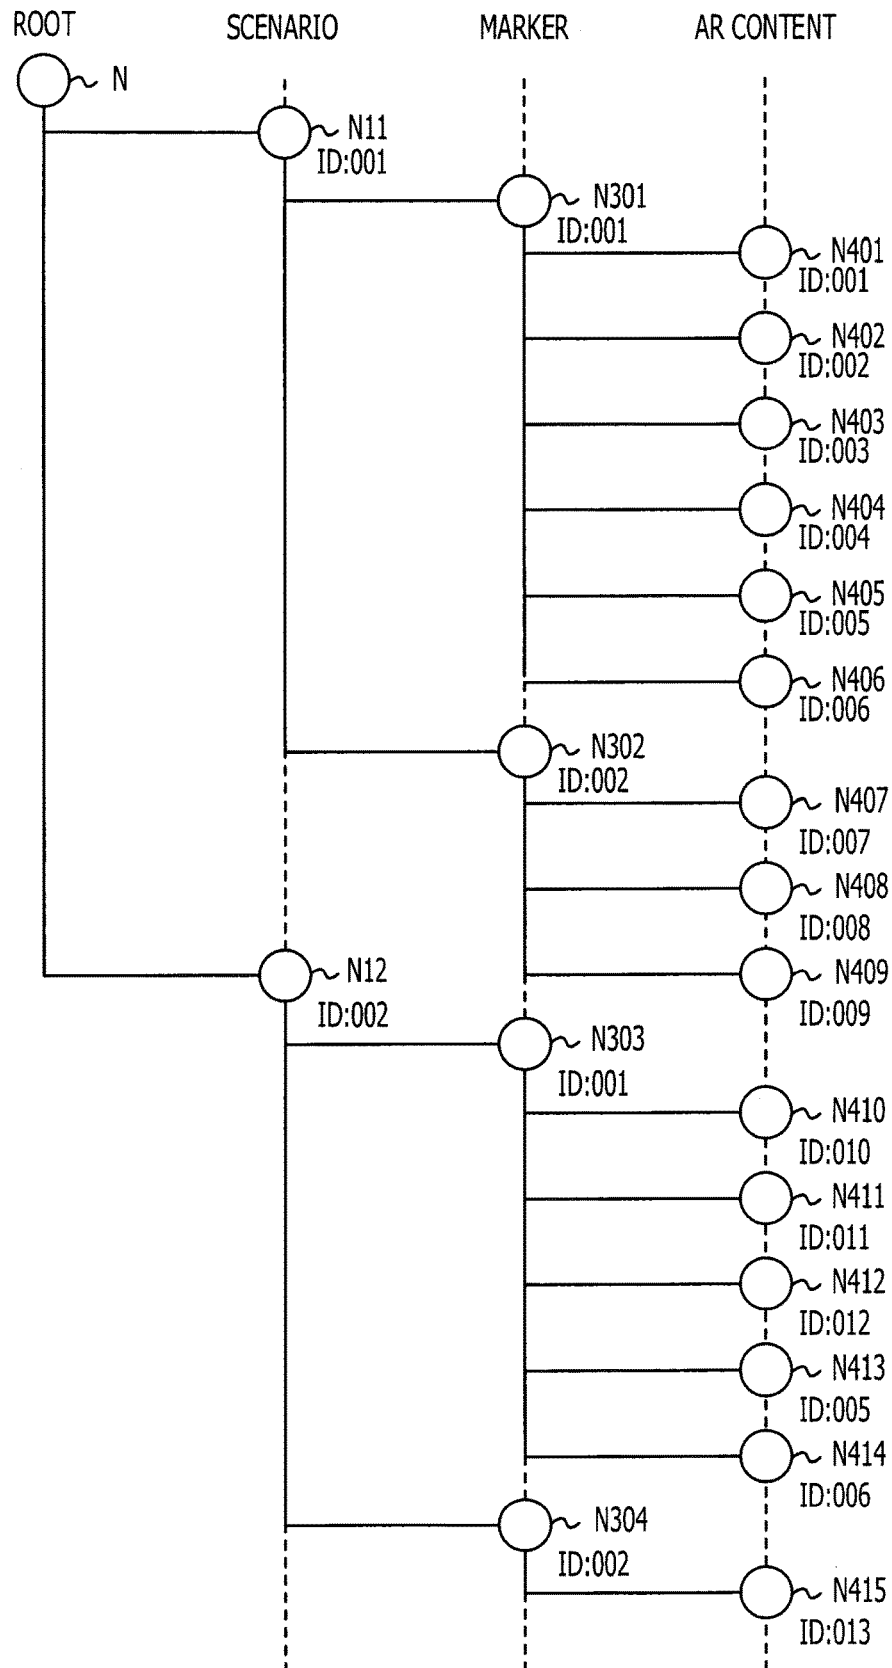 ROOT SCENARIO MARKER AR CONTENT
N
N11
ID:001
N301
ID:001
N401
ID:001
N402
ID:002
N403
ID:003
N404
ID:004
N405
ID:005
N406
ID:006
N302
ID:002
N407
ID:007
N408
ID:008
N409
ID:009
N12
ID:002
N303
ID:001
N410
ID:010
N411
ID:011
N412
ID:012
N413
ID:005
N414
ID:006
N304
ID:002
N415
ID:013